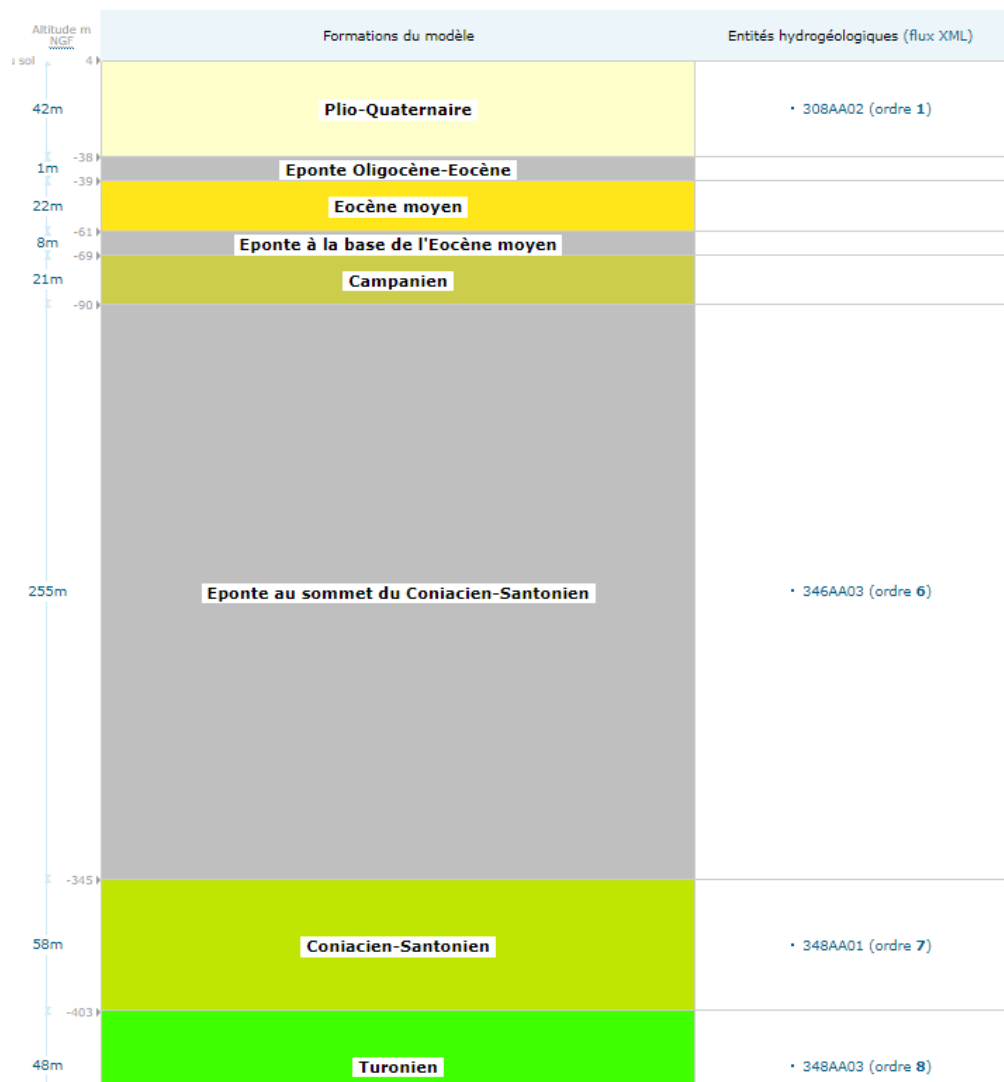 Altitude m
NGF
Formations du modèle
Entités hydrogéologiques (flux XML)
sol
4
42m
Plio-Quaternaire
308AA02 (ordre 1)
-38
1m
Eponte Oligocène-Eocène
-39
22m
Eocène moyen
-61
8m
Eponte à la base de l'Eocène moyen
-69
21m
Campanien
-90
255m
Eponte au sommet du Coniacien-Santonien
346AA03 (ordre 6)
-345
58m
Coniacien-Santonien
348AA01 (ordre 7)
-403
48m
Turonien
348AA03 (ordre 8)